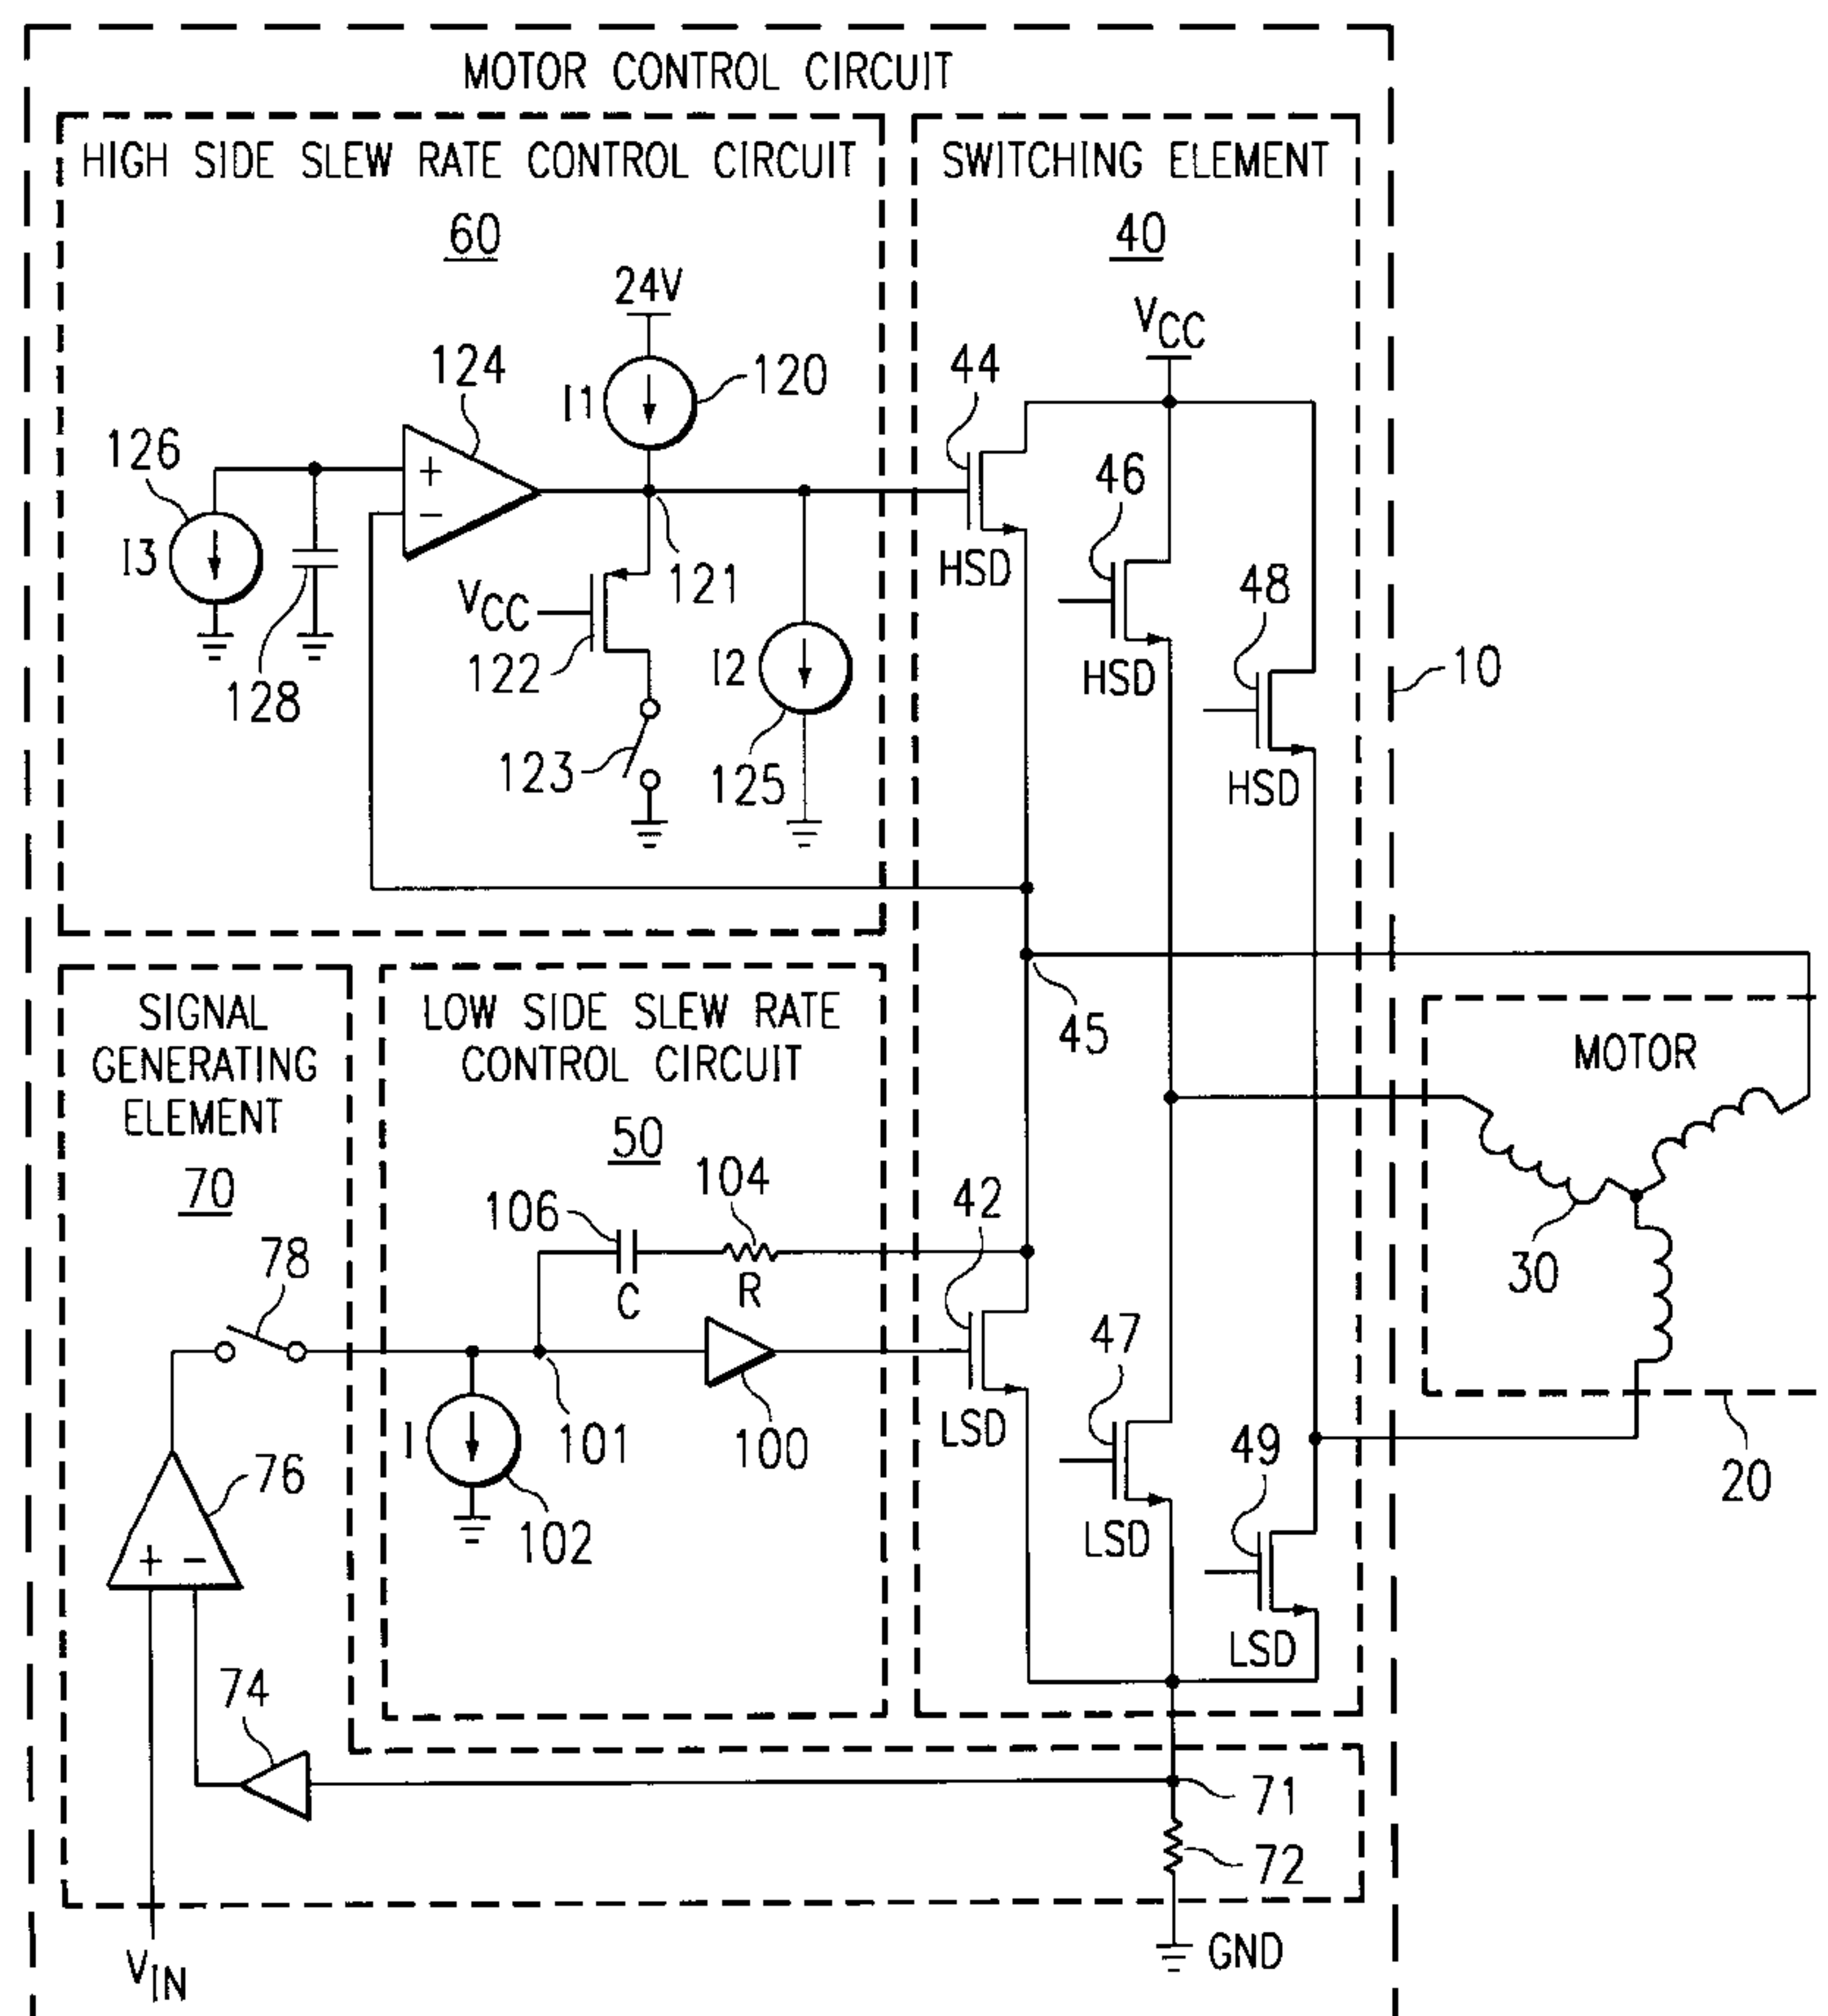 MOTOR CONTROL CIRCUIT
HIGH SIDE SLEW RATE CONTROL CIRCUIT
60
24V
124
I1
120
126
+
−
I3
128
VCC
122
121
123
I2
125
SWITCHING ELEMENT
40
VCC
44
HSD
46
HSD
48
HSD
10
45
SIGNAL
GENERATING
ELEMENT
70
78
76
+ −
74
VIN
LOW SIDE SLEW RATE
CONTROL CIRCUIT
50
106
104
C
R
I
101
100
102
42
LSD
47
LSD
49
LSD
71
72
GND
MOTOR
30
20